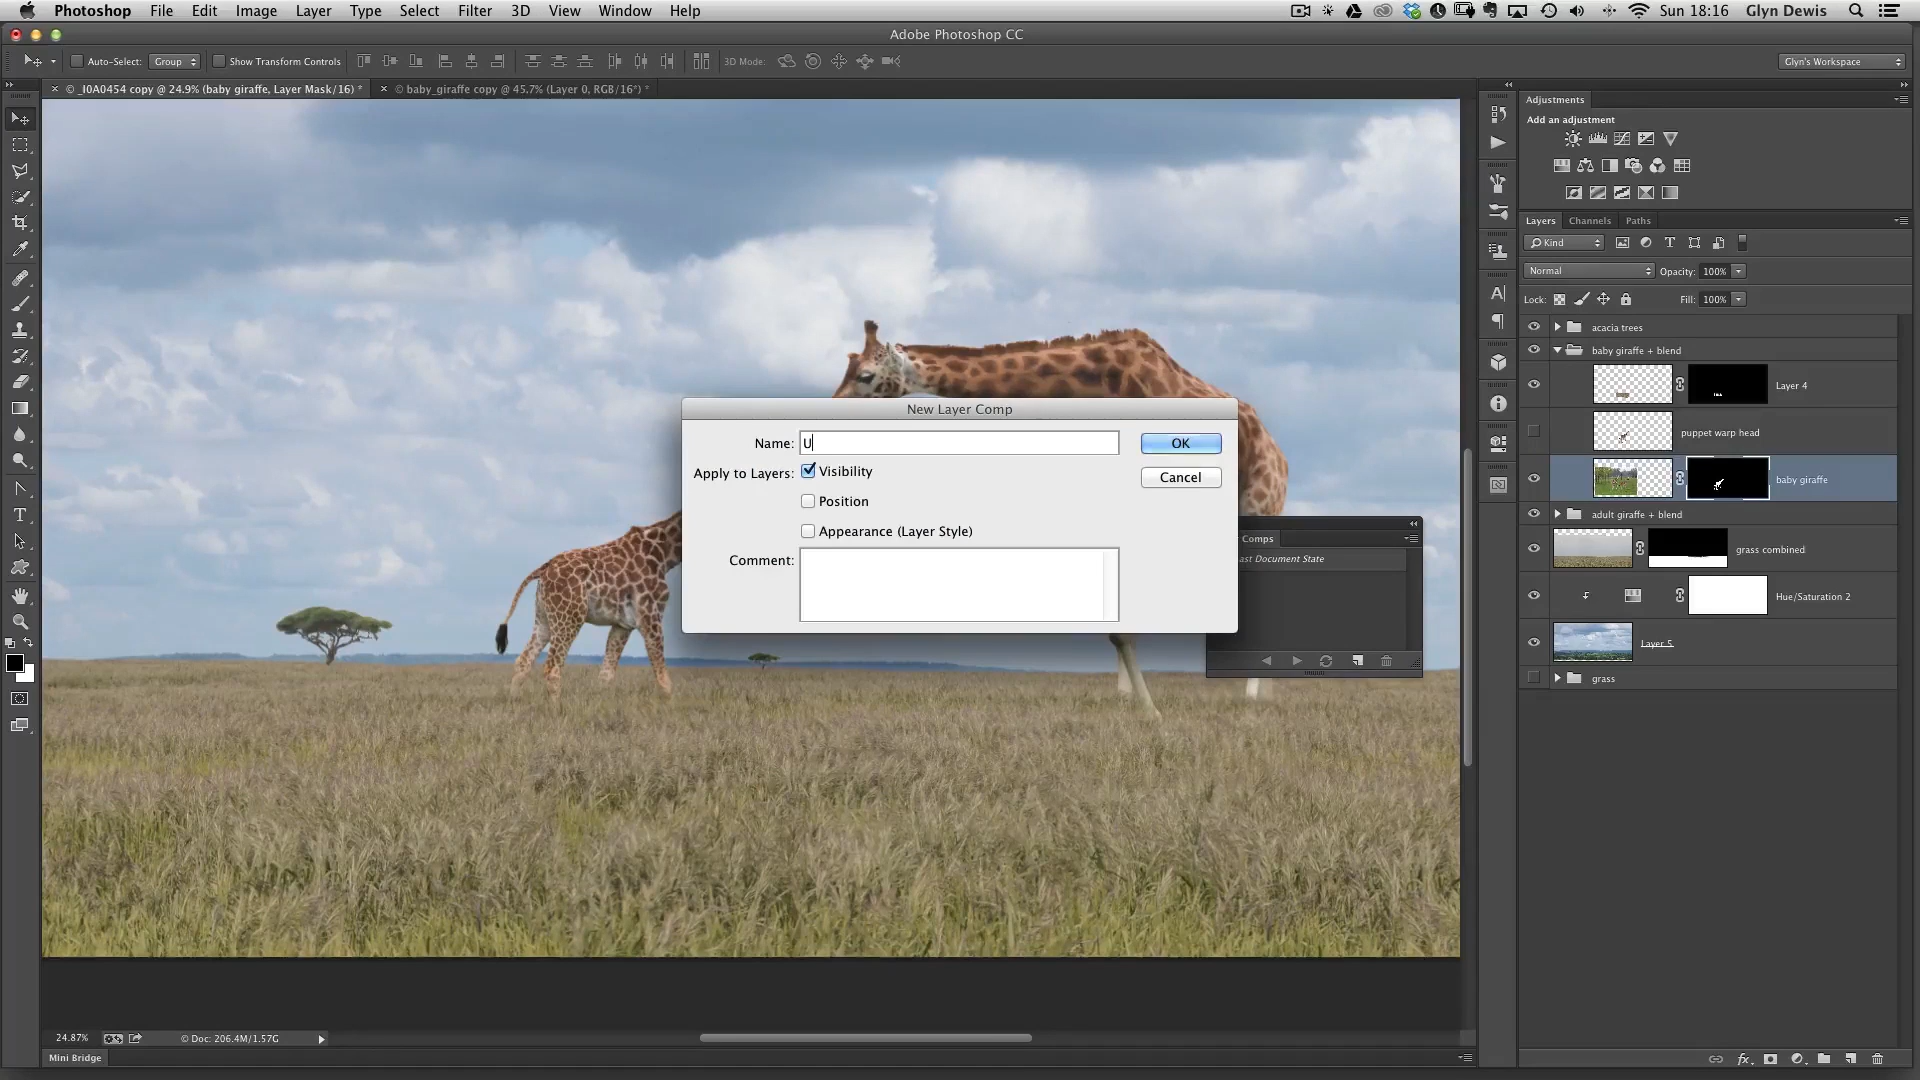 Photoshop File Edit Image Layer Type Select Filter 3D View Window Help Sun 18:16 Glyn Dewis
Adobe Photoshop CC
Auto-Select: Group Show Transform Controls 3D Mode: Glyn's Workspace
© _I0A0454 copy @ 24.9% (baby giraffe, Layer Mask/16) * © baby_giraffe copy @ 45.7% (Layer 0, RGB/16*) *
Adjustments
Add an adjustment
Layers Channels Paths
Kind
Normal Opacity: 100%
Lock: Fill: 100%
acacia trees
baby giraffe + blend
Layer 4
puppet warp head
baby giraffe
adult giraffe + blend
grass combined
Hue/Saturation 2
Layer 5
grass
New Layer Comp
Name: U OK
Apply to Layers: Visibility Cancel
Position
Appearance (Layer Style)
Comment:
Comps
ast Document State
24.87% © Doc: 206.4M/1.57G
Mini Bridge